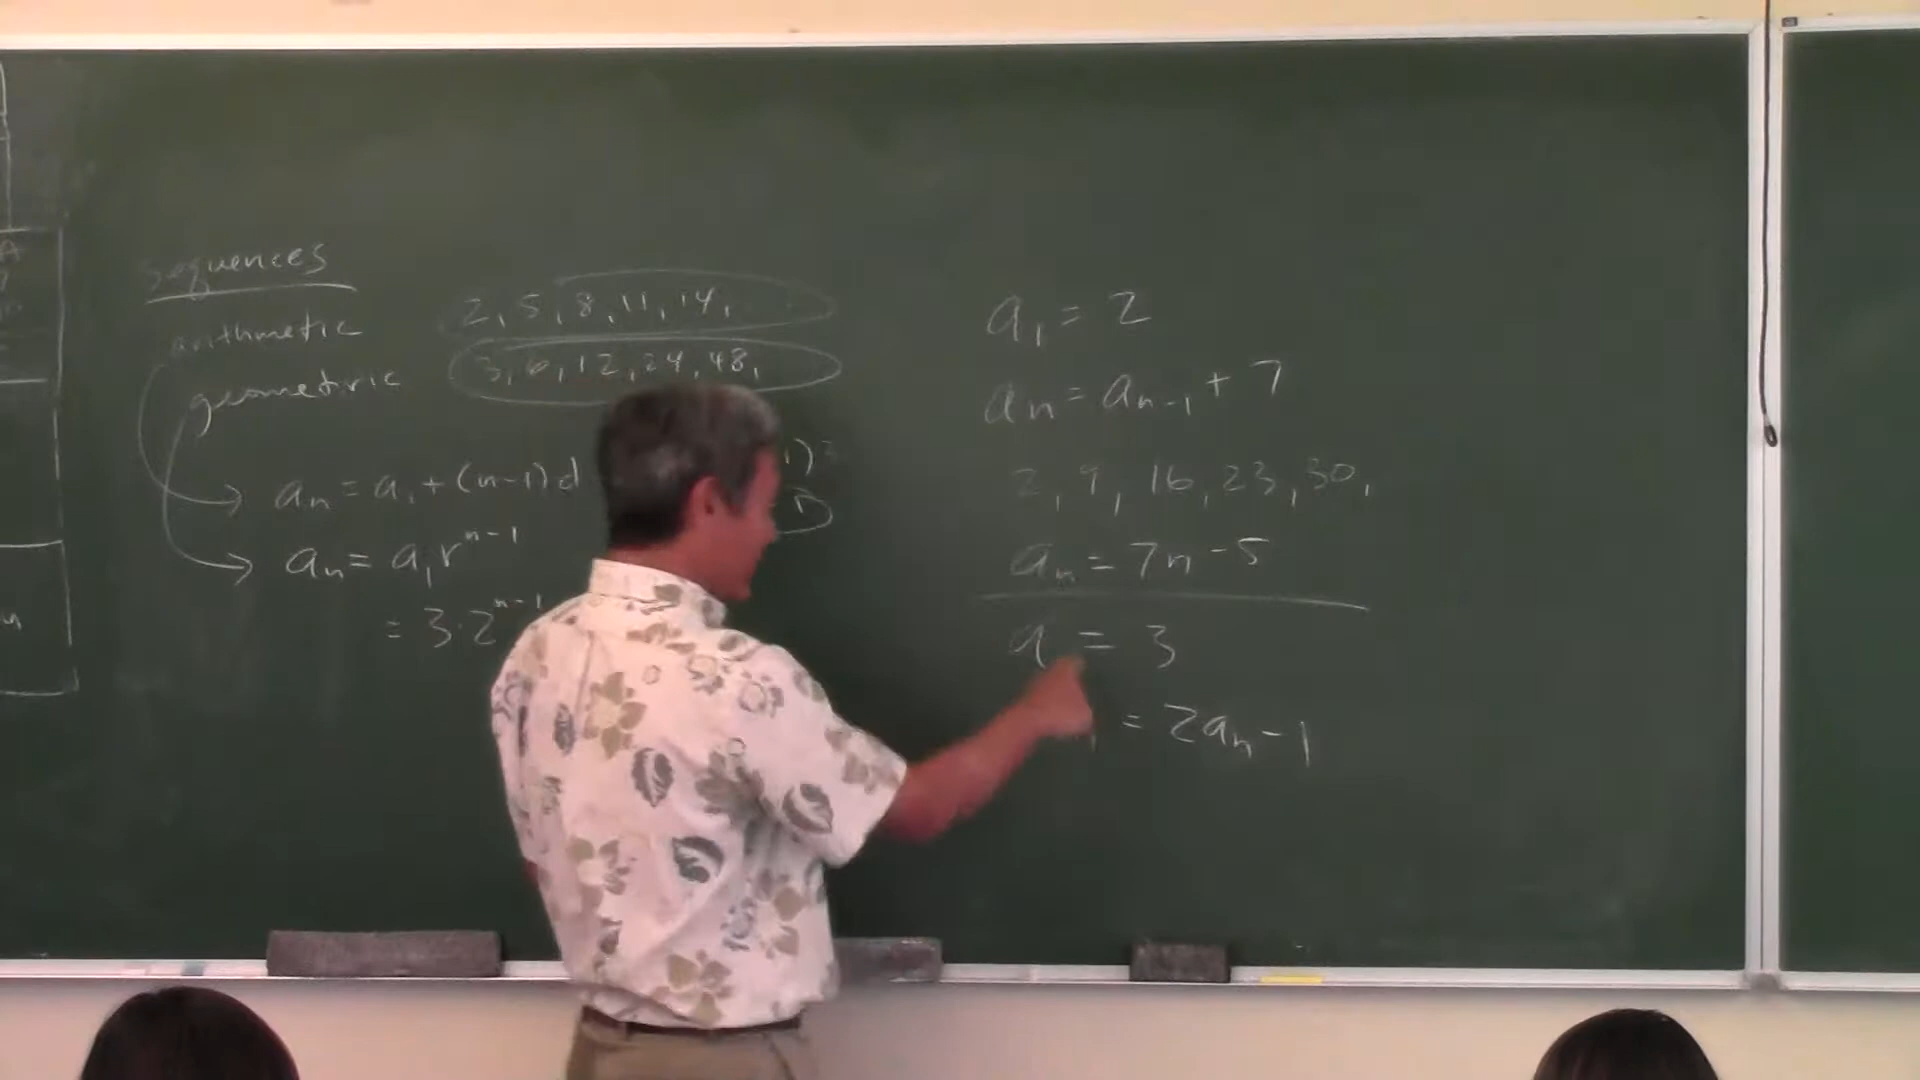 sequences
arithmetic 2, 5, 8, 11, 14,
geometric 3, 6, 12, 24, 48,
aₙ = a₁ + (n-1)d
aₙ = a₁rⁿ⁻¹
= 3·2ⁿ⁻¹
a₁ = 2
aₙ = aₙ₋₁ + 7
2, 9, 16, 23, 30,
aₙ = 7n - 5
a = 3
= 2aₙ - 1